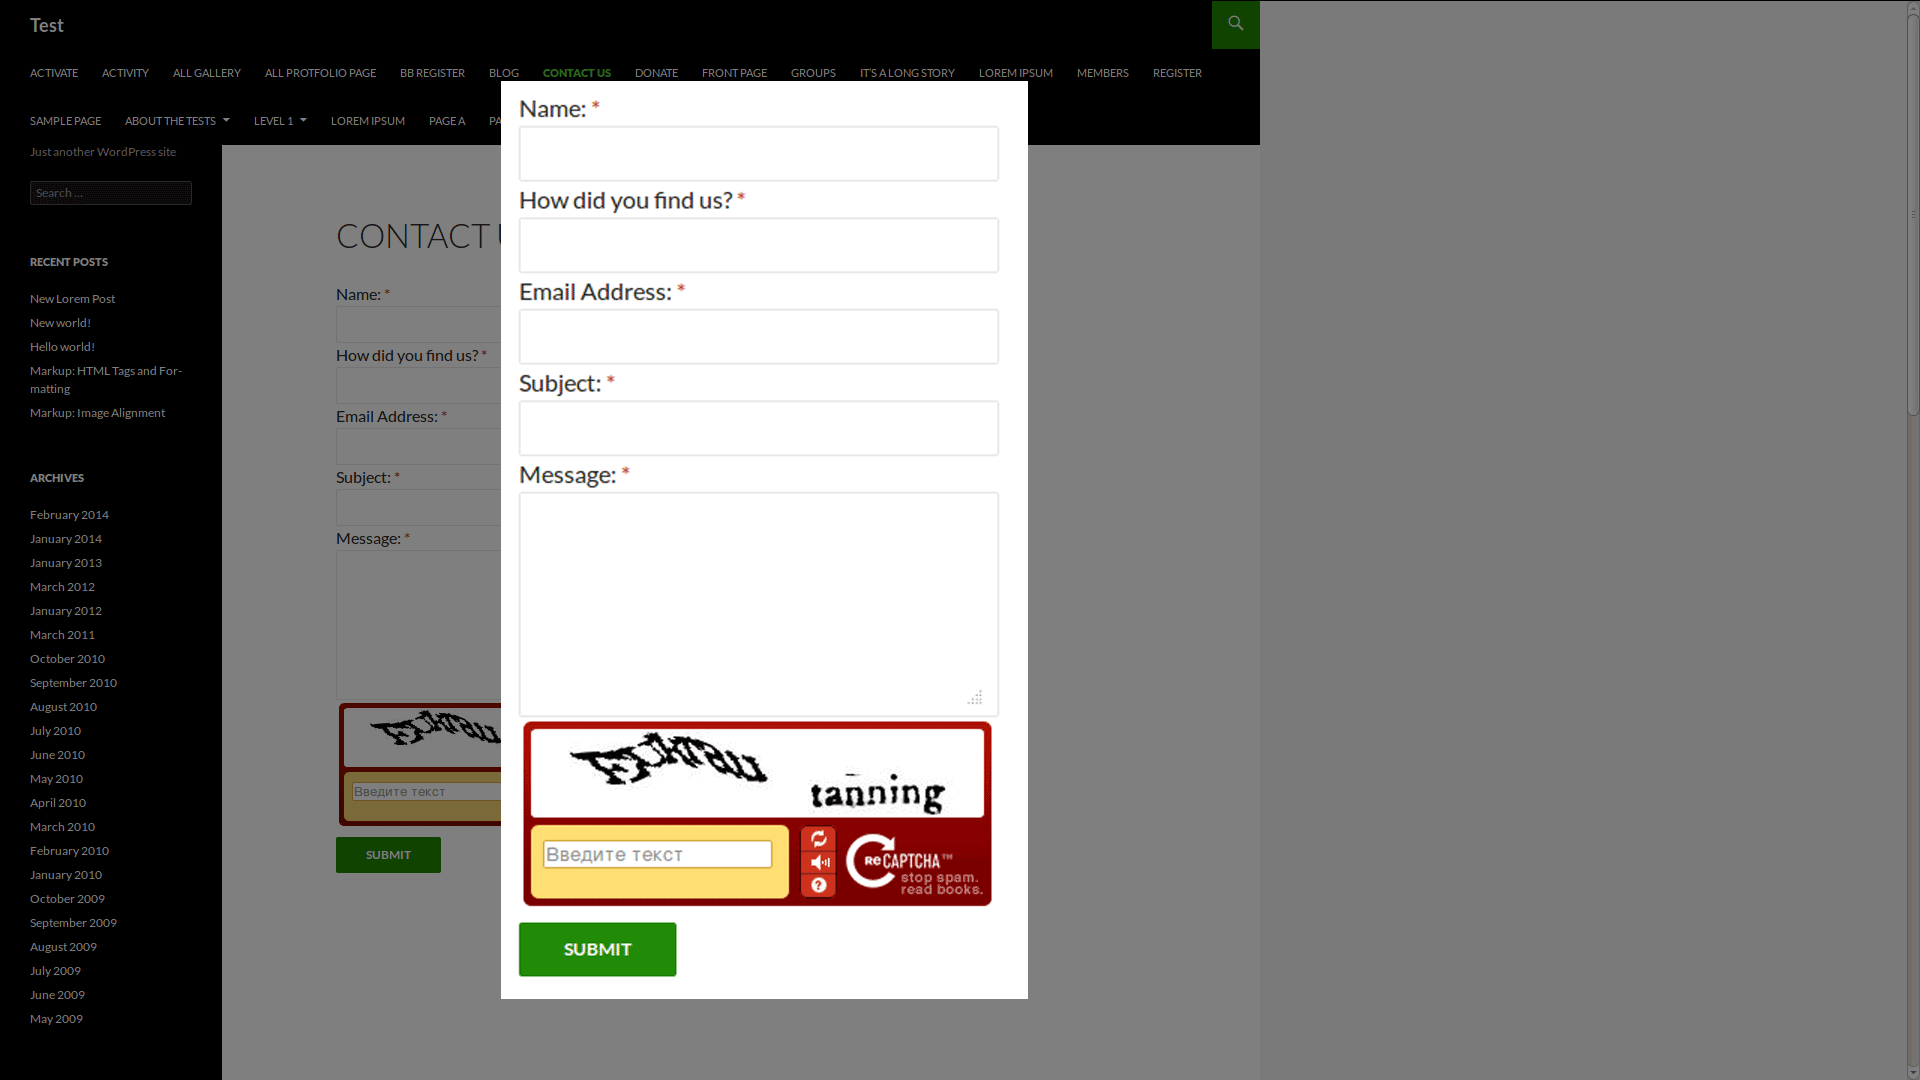 Test
ACTIVATE ACTIVITY ALL GALLERY ALL PROTFOLIO PAGE BB REGISTER BLOG CONTACT US DONATE FRONT PAGE GROUPS IT'S A LONG STORY LOREM IPSUM MEMBERS REGISTER
SAMPLE PAGE ABOUT THE TESTS LEVEL 1 LOREM IPSUM PAGE A PA
Just another WordPress site
Search ...
RECENT POSTS
New Lorem Post
New world!
Hello world!
Markup: HTML Tags and For-
matting
Markup: Image Alignment
ARCHIVES
February 2014
January 2014
January 2013
March 2012
January 2012
March 2011
October 2010
September 2010
August 2010
July 2010
June 2010
May 2010
April 2010
March 2010
February 2010
January 2010
October 2009
September 2009
August 2009
July 2009
June 2009
May 2009
CONTACT
Name: *
How did you find us? *
Email Address: *
Subject: *
Message: *
Введите текст
SUBMIT
Name: *
How did you find us? *
Email Address: *
Subject: *
Message: *
tanning
Введите текст
reCAPTCHA™
stop spam.
read books.
SUBMIT